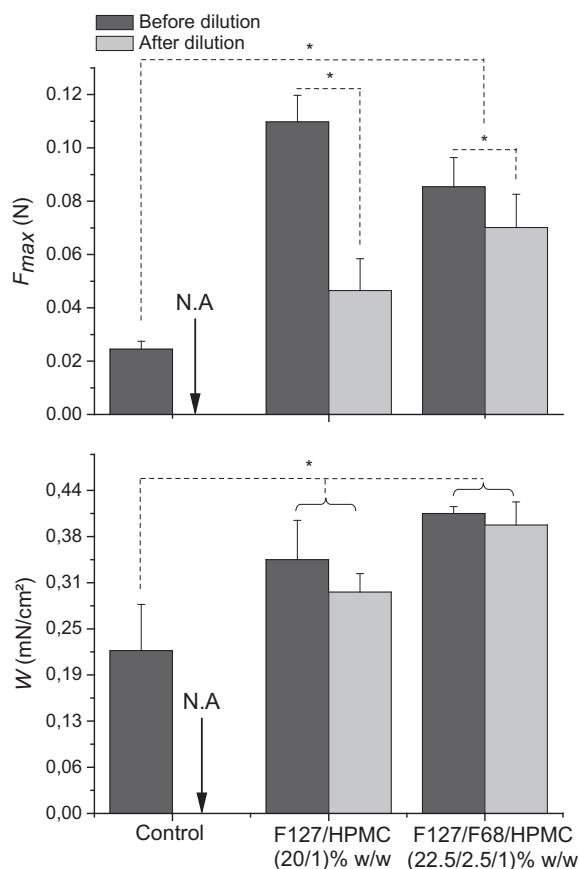 Before dilution
After dilution
*
*
*
0.12
0.10
0.08
0.06
0.04
0.02
0.00
Fmax (N)
N.A
*
0,44
0,38
0,31
0,25
0,19
0,13
0,06
0,00
W (mN/cm²)
N.A
Control
F127/HPMC
(20/1)% w/w
F127/F68/HPMC
(22.5/2.5/1)% w/w